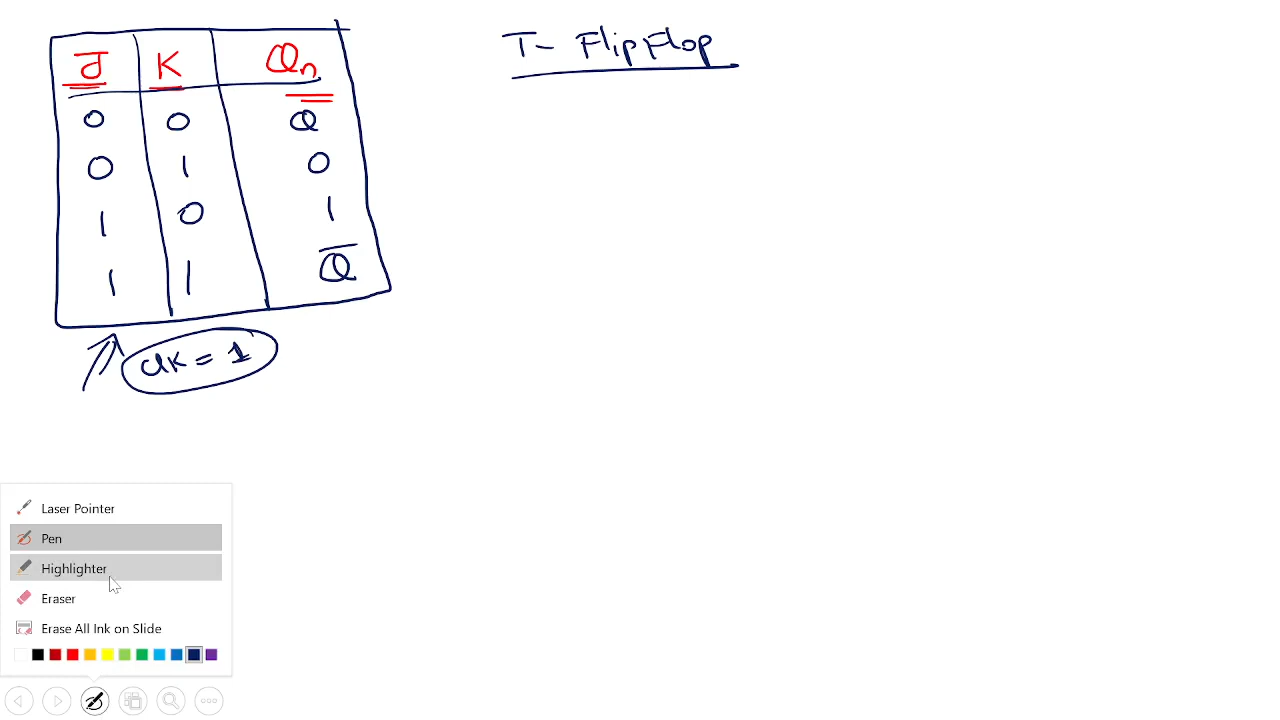 J K Qn
0 0 Q
0 1 0
1 0 1
1 1 Q̅
clk = 1
T- FlipFlop
Laser Pointer
Pen
Highlighter
Eraser
Erase All Ink on Slide